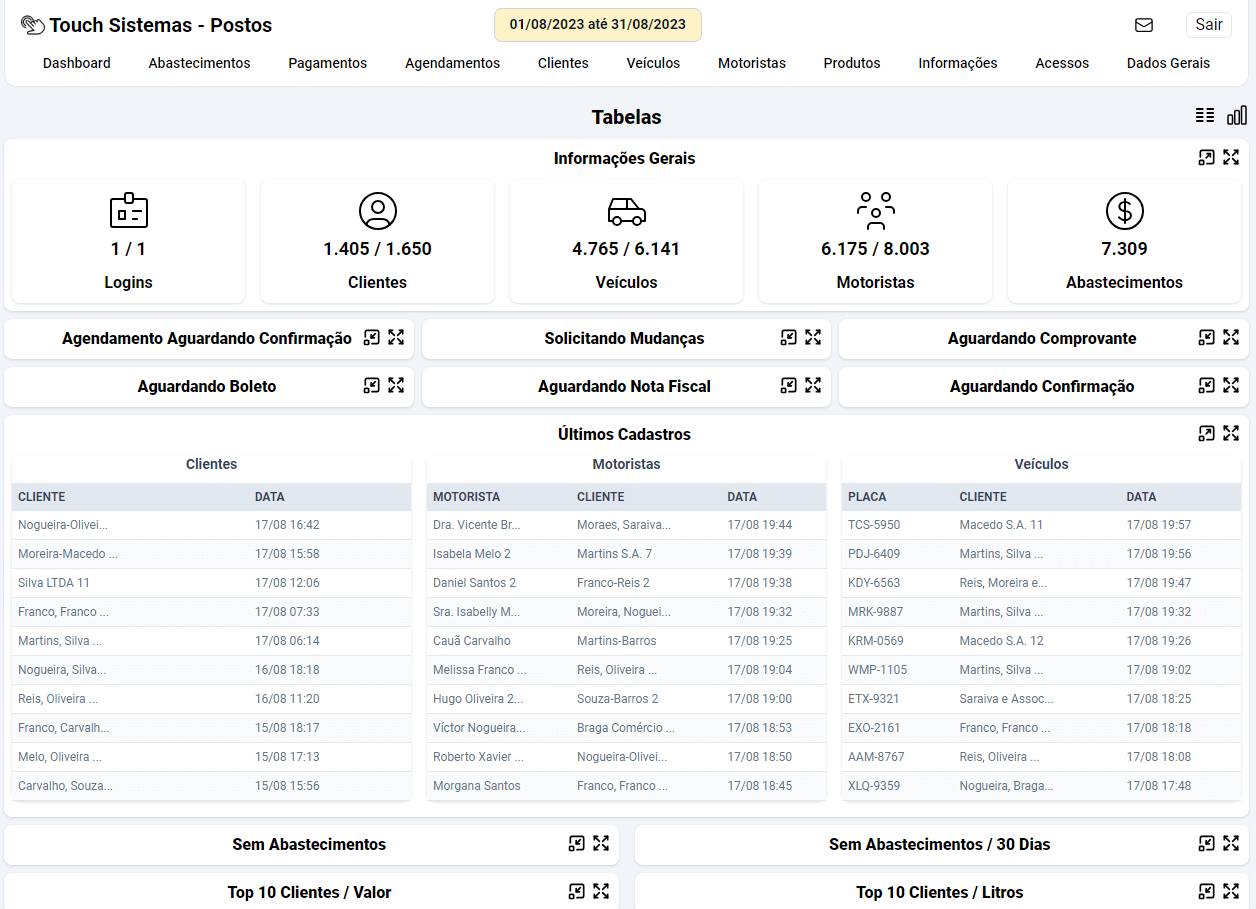 Touch Sistemas - Postos
01/08/2023 até 31/08/2023
Sair
Dashboard Abastecimentos Pagamentos Agendamentos Clientes Veículos Motoristas Produtos Informações Acessos Dados Gerais
Tabelas
Informações Gerais
1 / 1
Logins
1.405 / 1.650
Clientes
4.765 / 6.141
Veículos
6.175 / 8.003
Motoristas
7.309
Abastecimentos
Agendamento Aguardando Confirmação
Solicitando Mudanças
Aguardando Comprovante
Aguardando Boleto
Aguardando Nota Fiscal
Aguardando Confirmação
Últimos Cadastros
Clientes
CLIENTE DATA
Nogueira-Olivei... 17/08 16:42
Moreira-Macedo ... 17/08 15:58
Silva LTDA 11 17/08 12:06
Franco, Franco ... 17/08 07:33
Martins, Silva ... 17/08 06:14
Nogueira, Silva... 16/08 18:18
Reis, Oliveira ... 16/08 11:20
Franco, Carvalh... 15/08 18:17
Melo, Oliveira ... 15/08 17:13
Carvalho, Souza... 15/08 15:56
Motoristas
MOTORISTA CLIENTE DATA
Dra. Vicente Br... Moraes, Saraiva... 17/08 19:44
Isabela Melo 2 Martins S.A. 7 17/08 19:39
Daniel Santos 2 Franco-Reis 2 17/08 19:38
Sra. Isabelly M... Moreira, Noguei... 17/08 19:32
Cauã Carvalho Martins-Barros 17/08 19:25
Melissa Franco ... Reis, Oliveira ... 17/08 19:04
Hugo Oliveira 2... Souza-Barros 2 17/08 19:00
Víctor Nogueira... Braga Comércio ... 17/08 18:53
Roberto Xavier ... Nogueira-Olivei... 17/08 18:50
Morgana Santos Franco, Franco ... 17/08 18:45
Veículos
PLACA CLIENTE DATA
TCS-5950 Macedo S.A. 11 17/08 19:57
PDJ-6409 Martins, Silva ... 17/08 19:56
KDY-6563 Reis, Moreira e... 17/08 19:47
MRK-9887 Martins, Silva ... 17/08 19:32
KRM-0569 Macedo S.A. 12 17/08 19:26
WMP-1105 Martins, Silva ... 17/08 19:02
ETX-9321 Saraiva e Assoc... 17/08 18:25
EXO-2161 Franco, Franco ... 17/08 18:18
AAM-8767 Reis, Oliveira ... 17/08 18:08
XLQ-9359 Nogueira, Braga... 17/08 17:48
Sem Abastecimentos
Sem Abastecimentos / 30 Dias
Top 10 Clientes / Valor
Top 10 Clientes / Litros